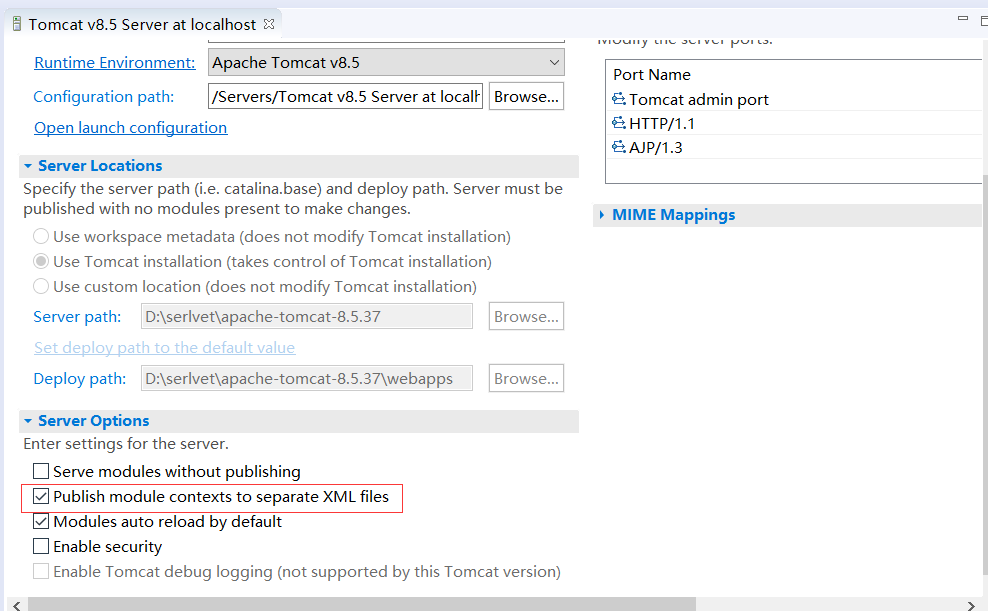 Tomcat v8.5 Server at localhost
Runtime Environment: Apache Tomcat v8.5
Configuration path: /Servers/Tomcat v8.5 Server at localh Browse...
Open launch configuration
Server Locations
Specify the server path (i.e. catalina.base) and deploy path. Server must be
published with no modules present to make changes.
Use workspace metadata (does not modify Tomcat installation)
Use Tomcat installation (takes control of Tomcat installation)
Use custom location (does not modify Tomcat installation)
Server path: D:\serlvet\apache-tomcat-8.5.37 Browse...
Set deploy path to the default value
Deploy path: D:\serlvet\apache-tomcat-8.5.37\webapps Browse...
Server Options
Enter settings for the server.
Serve modules without publishing
Publish module contexts to separate XML files
Modules auto reload by default
Enable security
Enable Tomcat debug logging (not supported by this Tomcat version)
Modify the server ports.
Port Name
Tomcat admin port
HTTP/1.1
AJP/1.3
MIME Mappings